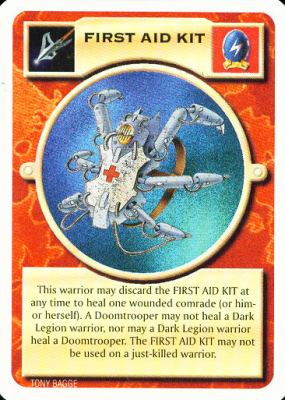 FIRST AID KIT
This warrior may discard the FIRST AID KIT at
any time to heal one wounded comrade (or him-
or herself). A Doomtrooper may not heal a Dark
Legion warrior, nor may a Dark Legion warrior
heal a Doomtrooper. The FIRST AID KIT may not
be used on a just-killed warrior.
TONY BAGGE